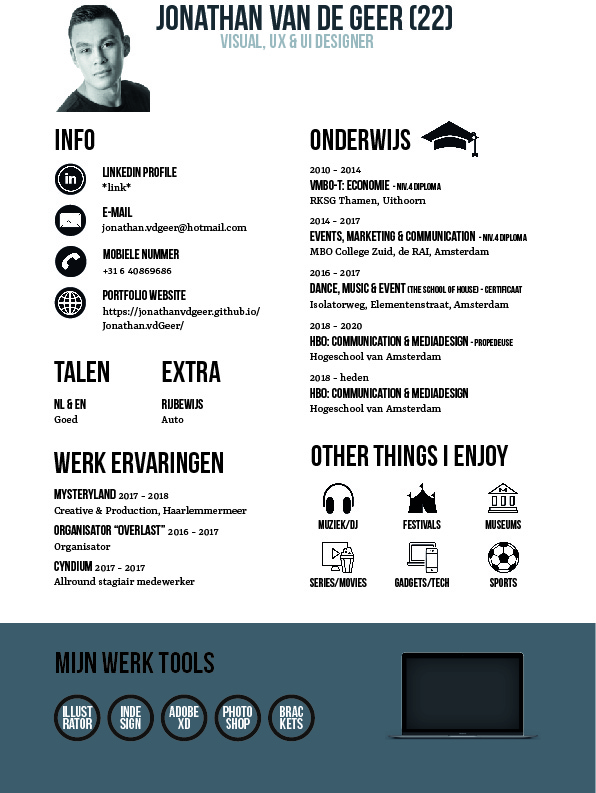 JONATHAN VAN DE GEER (22)
VISUAL, UX & UI DESIGNER
INFO
in
LINKEDIN PROFILE
*link*
E-MAIL
jonathan.vdgeer@hotmail.com
MOBIELE NUMMER
+31 6 40869686
PORTFOLIO WEBSITE
https://jonathanvdgeer.github.io/
Jonathan.vdGeer/
TALEN
NL & EN
Goed
EXTRA
RIJBEWIJS
Auto
WERK ERVARINGEN
MYSTERYLAND 2017 - 2018
Creative & Production, Haarlemmermeer
ORGANISATOR “OVERLAST” 2016 - 2017
Organisator
CYNDIUM 2017 - 2017
Allround stagiair medewerker
ONDERWIJS
2010 - 2014
VMBO-T: ECONOMIE - NIV.4 DIPLOMA
RKSG Thamen, Uithoorn
2014 - 2017
EVENTS, MARKETING & COMMUNICATION - NIV.4 DIPLOMA
MBO College Zuid, de RAI, Amsterdam
2016 - 2017
DANCE, MUSIC & EVENT (THE SCHOOL OF HOUSE) - CERTIFICAAT
Isolatorweg, Elementenstraat, Amsterdam
2018 - 2020
HBO: COMMUNICATION & MEDIADESIGN - PROPEDEUSE
Hogeschool van Amsterdam
2018 - heden
HBO: COMMUNICATION & MEDIADESIGN
Hogeschool van Amsterdam
OTHER THINGS I ENJOY
MUZIEK/DJ
FESTIVALS
MUSEUMS
SERIES/MOVIES
GADGETS/TECH
SPORTS
MIJN WERK TOOLS
ILLUST
RATOR
INDE
SIGN
ADOBE
XD
PHOTO
SHOP
BRAC
KETS